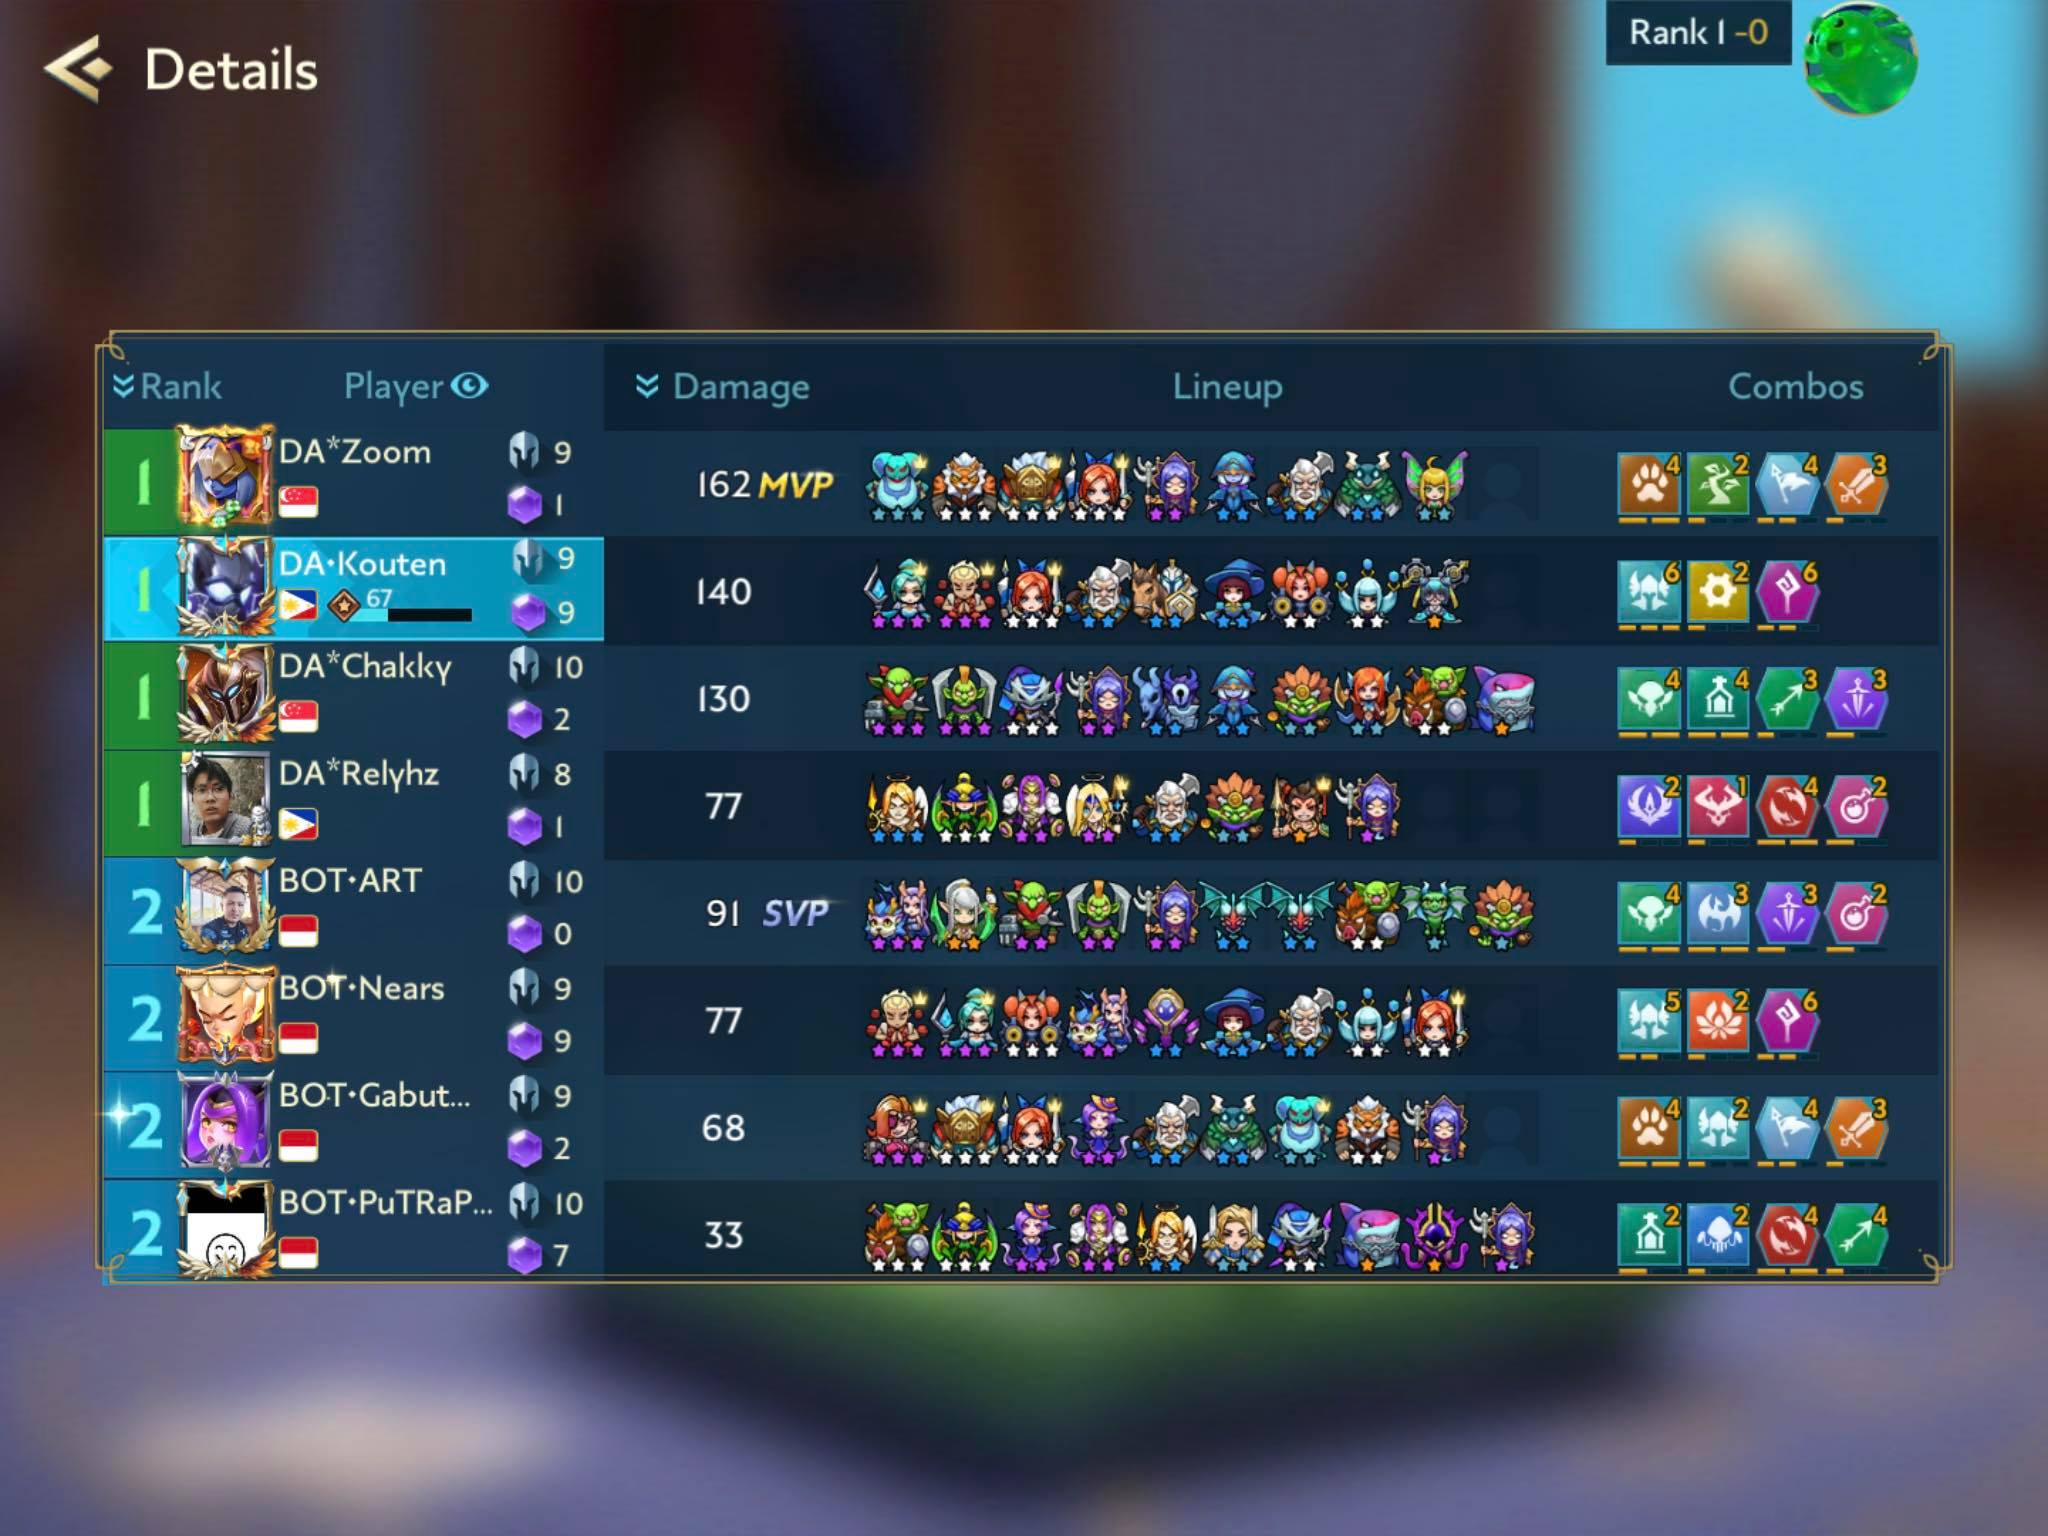 Details
Rank 1 -0
Rank Player Damage Lineup Combos
1 DA*Zoom 9 1 162 MVP 4 2 4 3
1 DA•Kouten 67 9 9 140 6 2 6
1 DA*Chakky 10 2 130 4 4 3 3
1 DA*Relyhz 8 1 77 2 1 4 2
2 BOT•ART 10 0 91 SVP 4 3 3 2
2 BOT•Nears 9 9 77 5 2 6
2 BOT•Gabut... 9 2 68 4 2 4 3
2 BOT•PuTRaP... 10 7 33 2 2 4 4